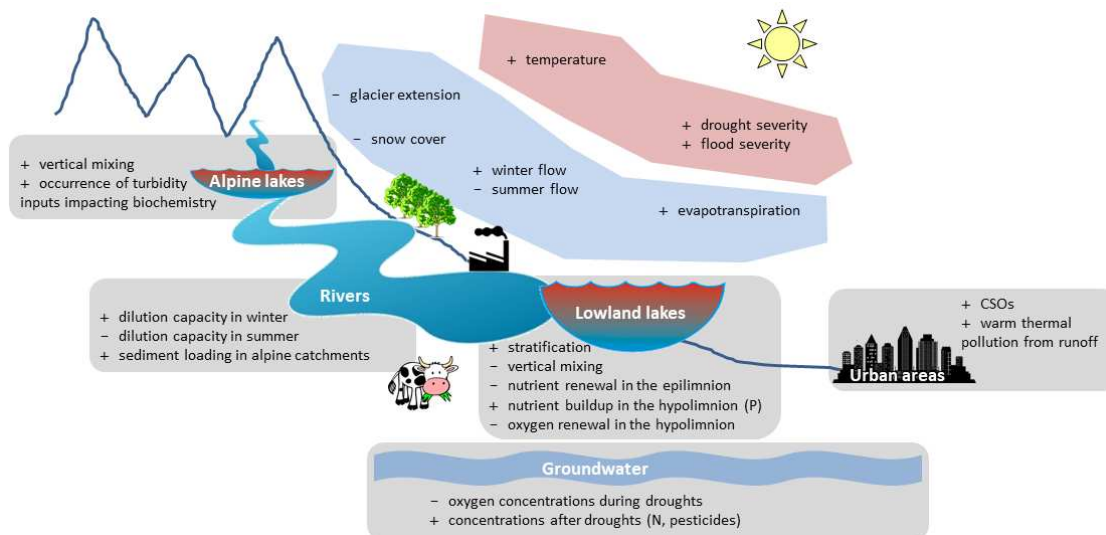 + temperature
− glacier extension
+ drought severity
+ flood severity
− snow cover
+ vertical mixing
+ occurrence of turbidity
inputs impacting biochemistry
Alpine lakes
+ winter flow
− summer flow
+ evapotranspiration
Rivers
+ dilution capacity in winter
− dilution capacity in summer
+ sediment loading in alpine catchments
Lowland lakes
+ stratification
− vertical mixing
− nutrient renewal in the epilimnion
+ nutrient buildup in the hypolimnion (P)
− oxygen renewal in the hypolimnion
+ CSOs
+ warm thermal
pollution from runoff
Urban areas
Groundwater
− oxygen concentrations during droughts
+ concentrations after droughts (N, pesticides)